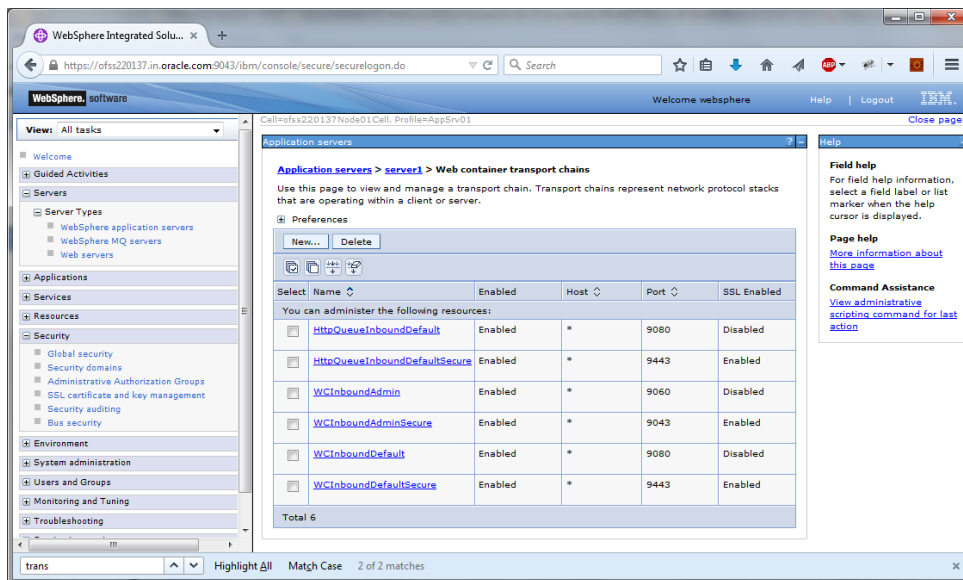 WebSphere Integrated Solu... × +
https://ofss220137.in.oracle.com:9043/ibm/console/secure/securelogon.do
Search
ABP
WebSphere. software
Welcome websphere
Help | Logout
IBM.
View: All tasks
Welcome
Guided Activities
Servers
Server Types
WebSphere application servers
WebSphere MQ servers
Web servers
Applications
Services
Resources
Security
Global security
Security domains
Administrative Authorization Groups
SSL certificate and key management
Security auditing
Bus security
Environment
System administration
Users and Groups
Monitoring and Tuning
Troubleshooting
Cell=ofss220137Node01Cell, Profile=AppSrv01
Close page
Application servers
? -
Application servers > server1 > Web container transport chains
Use this page to view and manage a transport chain. Transport chains represent network protocol stacks
that are operating within a client or server.
Preferences
New... Delete
Select Name Enabled Host Port SSL Enabled
You can administer the following resources:
HttpQueueInboundDefault Enabled * 9080 Disabled
HttpQueueInboundDefaultSecure Enabled * 9443 Enabled
WCInboundAdmin Enabled * 9060 Disabled
WCInboundAdminSecure Enabled * 9043 Enabled
WCInboundDefault Enabled * 9080 Disabled
WCInboundDefaultSecure Enabled * 9443 Enabled
Total 6
Help
Field help
For field help information,
select a field label or list
marker when the help
cursor is displayed.
Page help
More information about
this page
Command Assistance
View administrative
scripting command for last
action
trans
Highlight All Match Case 2 of 2 matches ×